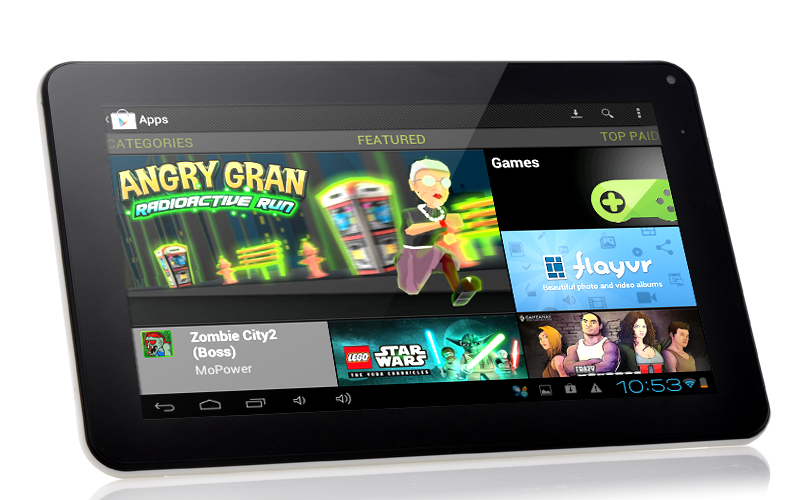 Apps
CATEGORIES
FEATURED
TOP PAID
ANGRY GRAN
RADIOACTIVE RUN
Games
flayvr
Beautiful photo and video albums
Zombie City2
(Boss)
MoPower
LEGO
STAR
WARS
THE YODA CHRONICLES
10:53